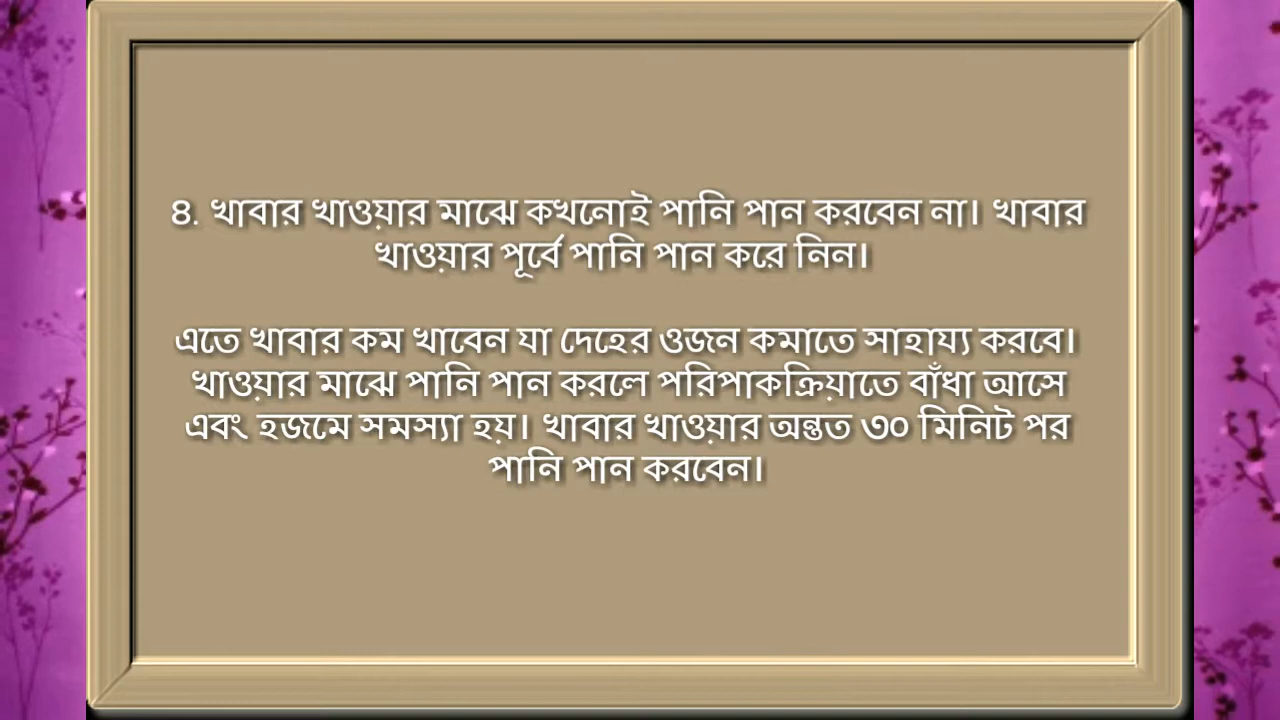 ৪. খাবার খাওয়ার মাঝে কখনোই পানি পান করবেন না। খাবার
খাওয়ার পূর্বে পানি পান করে নিন।
এতে খাবার কম খাবেন যা দেহের ওজন কমাতে সাহায্য করবে।
খাওয়ার মাঝে পানি পান করলে পরিপাকক্রিয়াতে বাঁধা আসে
এবং হজমে সমস্যা হয়। খাবার খাওয়ার অন্তত ৩০ মিনিট পর
পানি পান করবেন।